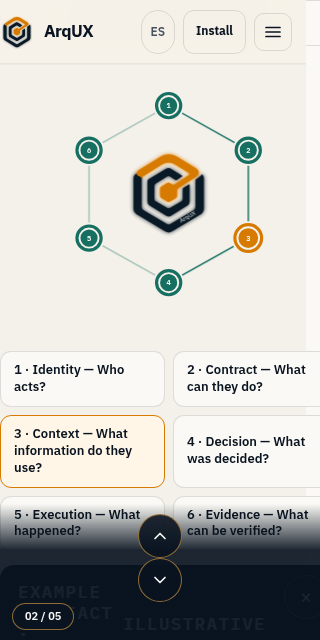 ArqUX
ES
Install
1
2
3
4
5
6
ArqUX
1 · Identity — Who
acts?
2 · Contract — What
can they do?
3 · Context — What
information do they
use?
4 · Decision — What
was decided?
5 · Execution — What
happened?
6 · Evidence — What
can be verified?
EXAMPLE
ILLUSTRATIVE
02 / 05